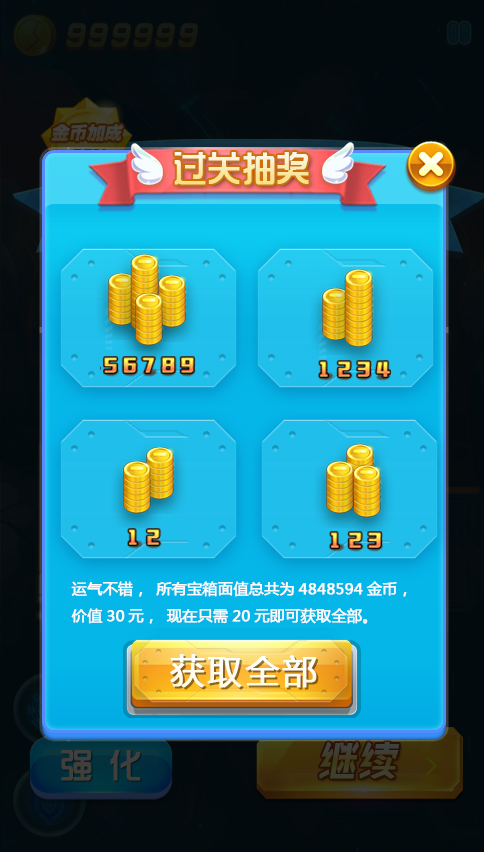 999999
金币加成
过关抽奖
56789
1234
12
123
运气不错， 所有宝箱面值总共为 4848594 金币，
价值 30 元， 现在只需 20 元即可获取全部。
获取全部
强化
继续